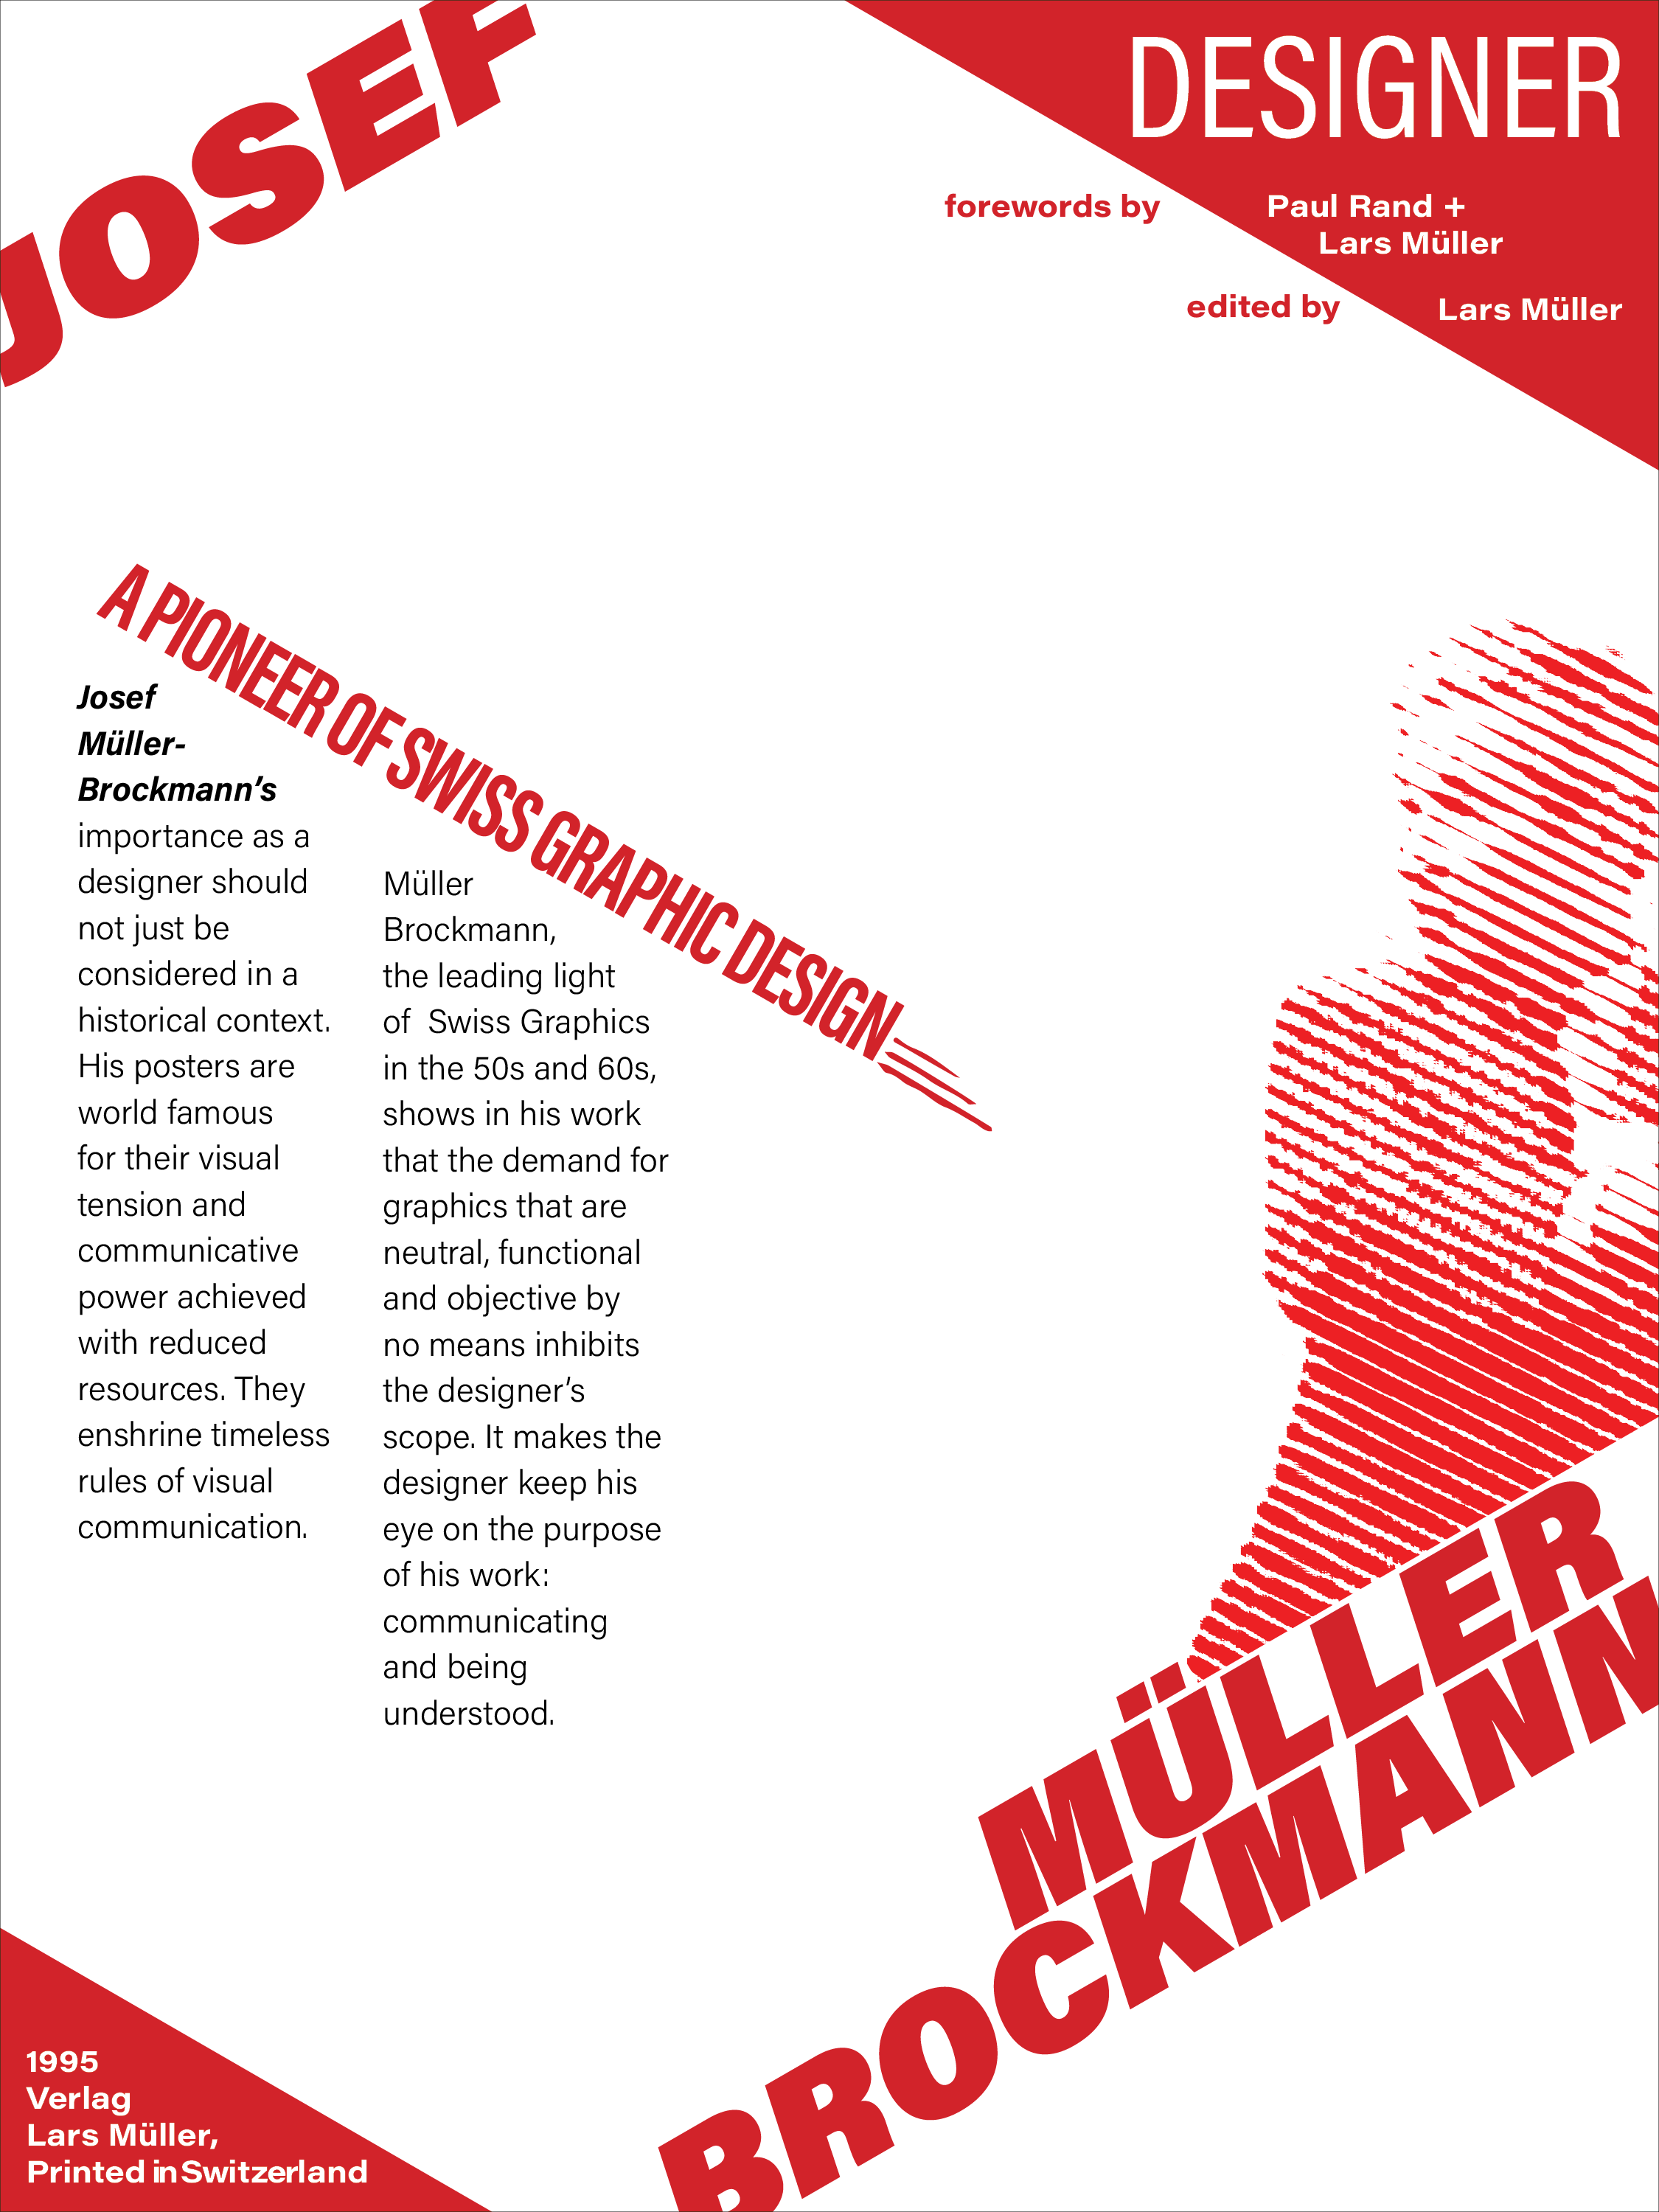 JOSEF
DESIGNER
forewords by
Paul Rand +
Lars Müller
edited by
Lars Müller
A PIONEER OF SWISS GRAPHIC DESIGN
Josef
Müller-
Brockmann’s
importance as a
designer should
not just be
considered in a
historical context.
His posters are
world famous
for their visual
tension and
communicative
power achieved
with reduced
resources. They
enshrine timeless
rules of visual
communication.
Müller
Brockmann,
the leading light
of  Swiss Graphics
in the 50s and 60s,
shows in his work
that the demand for
graphics that are
neutral, functional
and objective by
no means inhibits
the designer’s
scope. It makes the
designer keep his
eye on the purpose
of his work:
communicating
and being
understood.
MÜLLER
BROCKMANN
1995
Verlag
Lars Müller,
Printed in Switzerland